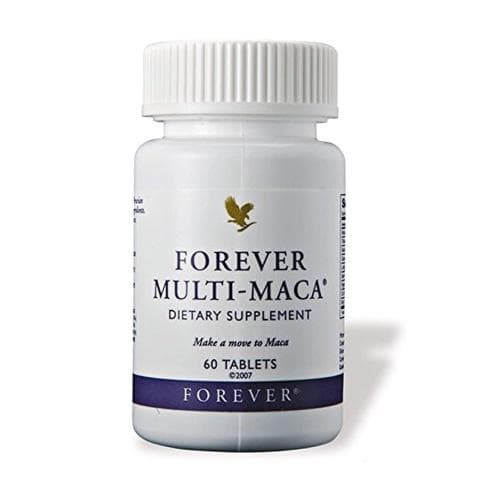 FOREVER
MULTI-MACA®
DIETARY SUPPLEMENT
Make a move to Maca
60 TABLETS
©2007
FOREVER®